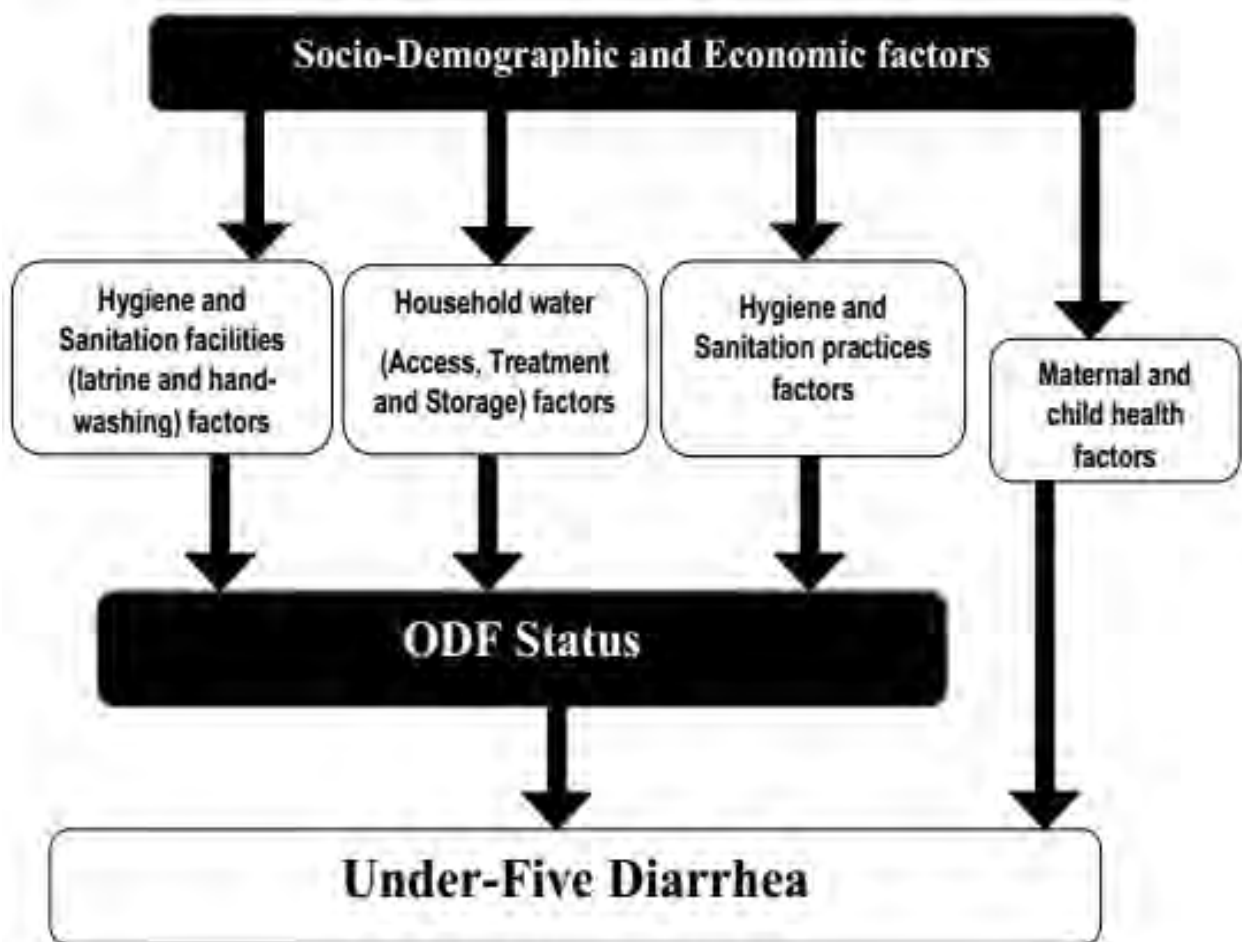 Socio-Demographic and Economic factors
Hygiene and
Sanitation facilities
(latrine and hand-
washing) factors
Household water
(Access, Treatment
and Storage) factors
Hygiene and
Sanitation practices
factors
Maternal and
child health
factors
ODF Status
Under-Five Diarrhea